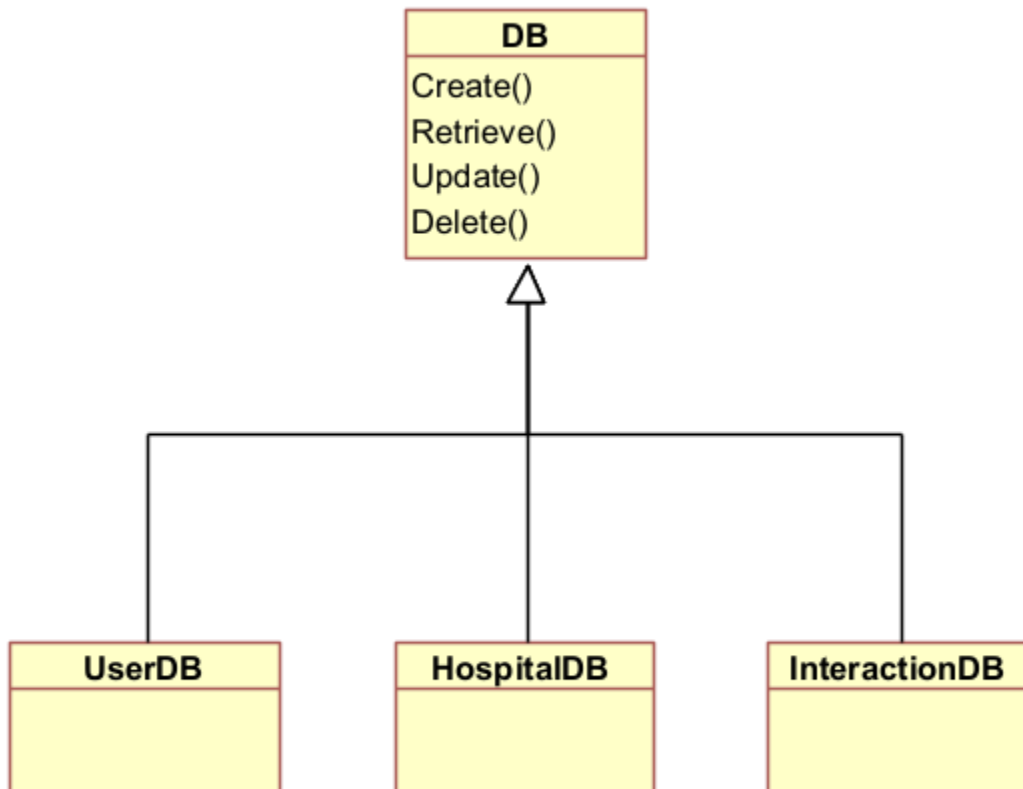 DB
Create()
Retrieve()
Update()
Delete()
UserDB
HospitalDB
InteractionDB